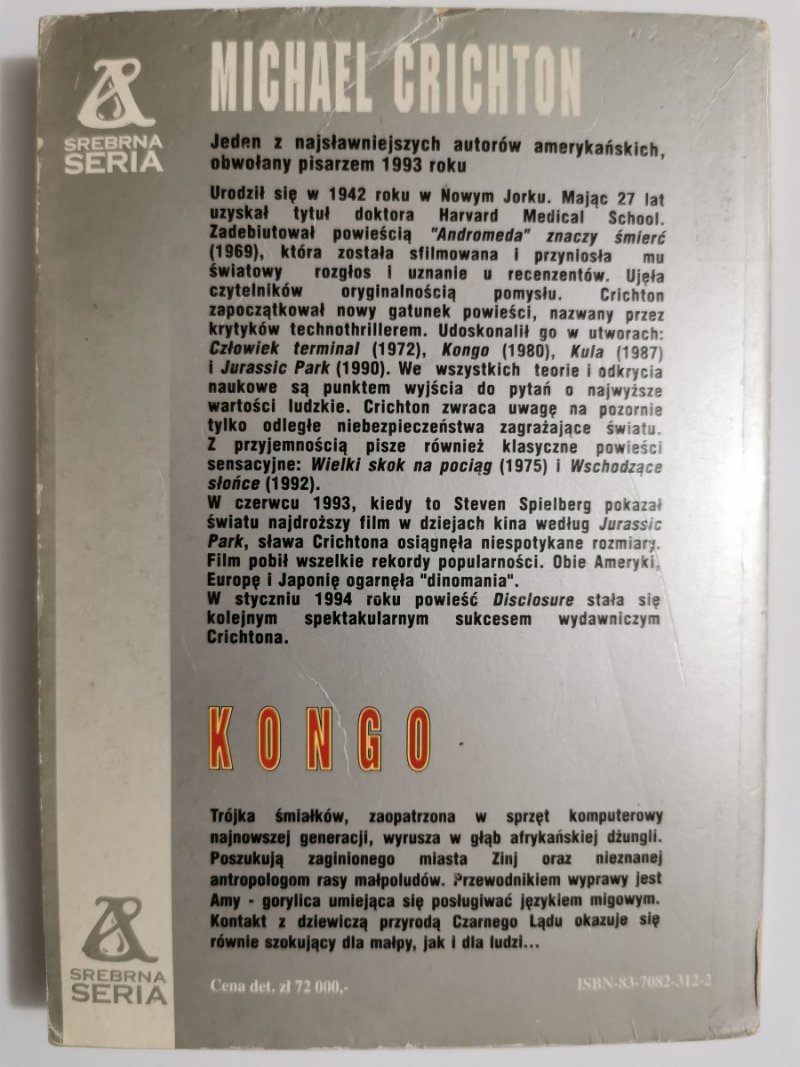 SREBRNA
SERIA
MICHAEL CRICHTON
Jeden z najsławniejszych autorów amerykańskich,
obwołany pisarzem 1993 roku
Urodził się w 1942 roku w Nowym Jorku. Mając 27 lat
uzyskał tytuł doktora Harvard Medical School.
Zadebiutował powieścią "Andromeda" znaczy śmierć
(1969), która została sfilmowana i przyniosła mu
światowy rozgłos i uznanie u recenzentów. Ujęła
czytelników oryginalnością pomysłu. Crichton
zapoczątkował nowy gatunek powieści, nazwany przez
krytyków technothrillerem. Udoskonalił go w utworach:
Człowiek terminal (1972), Kongo (1980), Kula (1987)
i Jurassic Park (1990). We wszystkich teorie i odkrycia
naukowe są punktem wyjścia do pytań o najwyższe
wartości ludzkie. Crichton zwraca uwagę na pozornie
tylko odległe niebezpieczeństwa zagrażające światu.
Z przyjemnością pisze również klasyczne powieści
sensacyjne: Wielki skok na pociąg (1975) i Wschodzące
słońce (1992).
W czerwcu 1993, kiedy to Steven Spielberg pokazał
światu najdroższy film w dziejach kina według Jurassic
Park, sława Crichtona osiągnęła niespotykane rozmiary.
Film pobił wszelkie rekordy popularności. Obie Ameryki,
Europę i Japonię ogarnęła "dinomania".
W styczniu 1994 roku powieść Disclosure stała się
kolejnym spektakularnym sukcesem wydawniczym
Crichtona.
KONGO
Trójka śmiałków, zaopatrzona w sprzęt komputerowy
najnowszej generacji, wyrusza w głąb afrykańskiej dżungli.
Poszukują zaginionego miasta Zinj oraz nieznanej
antropologom rasy małpoludów. Przewodnikiem wyprawy jest
Amy - gorylica umiejąca się posługiwać językiem migowym.
Kontakt z dziewiczą przyrodą Czarnego Lądu okazuje się
równie szokujący dla małpy, jak i dla ludzi...
SREBRNA
SERIA
Cena det. zł 72 000,-
ISBN-83-7082-312-2